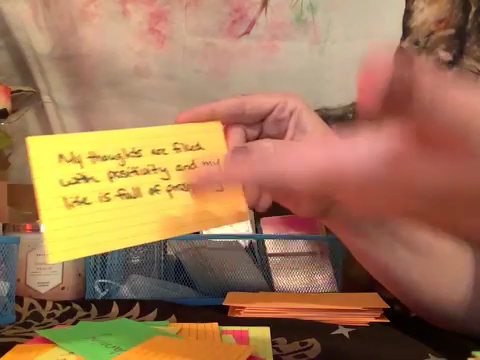 My thoughts are filled
with positivity and my
life is full of